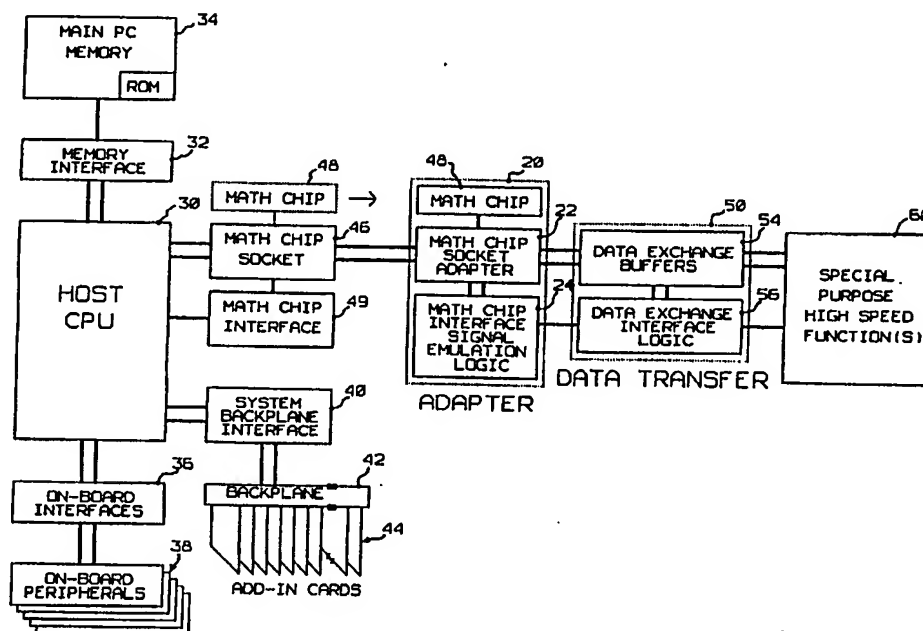 34
MAIN PC
MEMORY
ROM
32
MEMORY
INTERFACE
30
HOST
CPU
48
MATH CHIP
46
MATH CHIP
SOCKET
MATH CHIP
INTERFACE
49
48
20
MATH CHIP
22
MATH CHIP
SOCKET
ADAPTER
24
MATH CHIP
INTERFACE
SIGNAL
EMULATION
LOGIC
ADAPTER
50
54
DATA EXCHANGE
BUFFERS
56
DATA EXCHANGE
INTERFACE
LOGIC
DATA TRANSFER
SPECIAL
PURPOSE
HIGH SPEED
FUNCTION(S)
SYSTEM
BACKPLANE
INTERFACE
40
42
BACKPLANE
44
ADD-IN CARDS
36
ON-BOARD
INTERFACES
38
ON-BOARD
PERIPHERALS